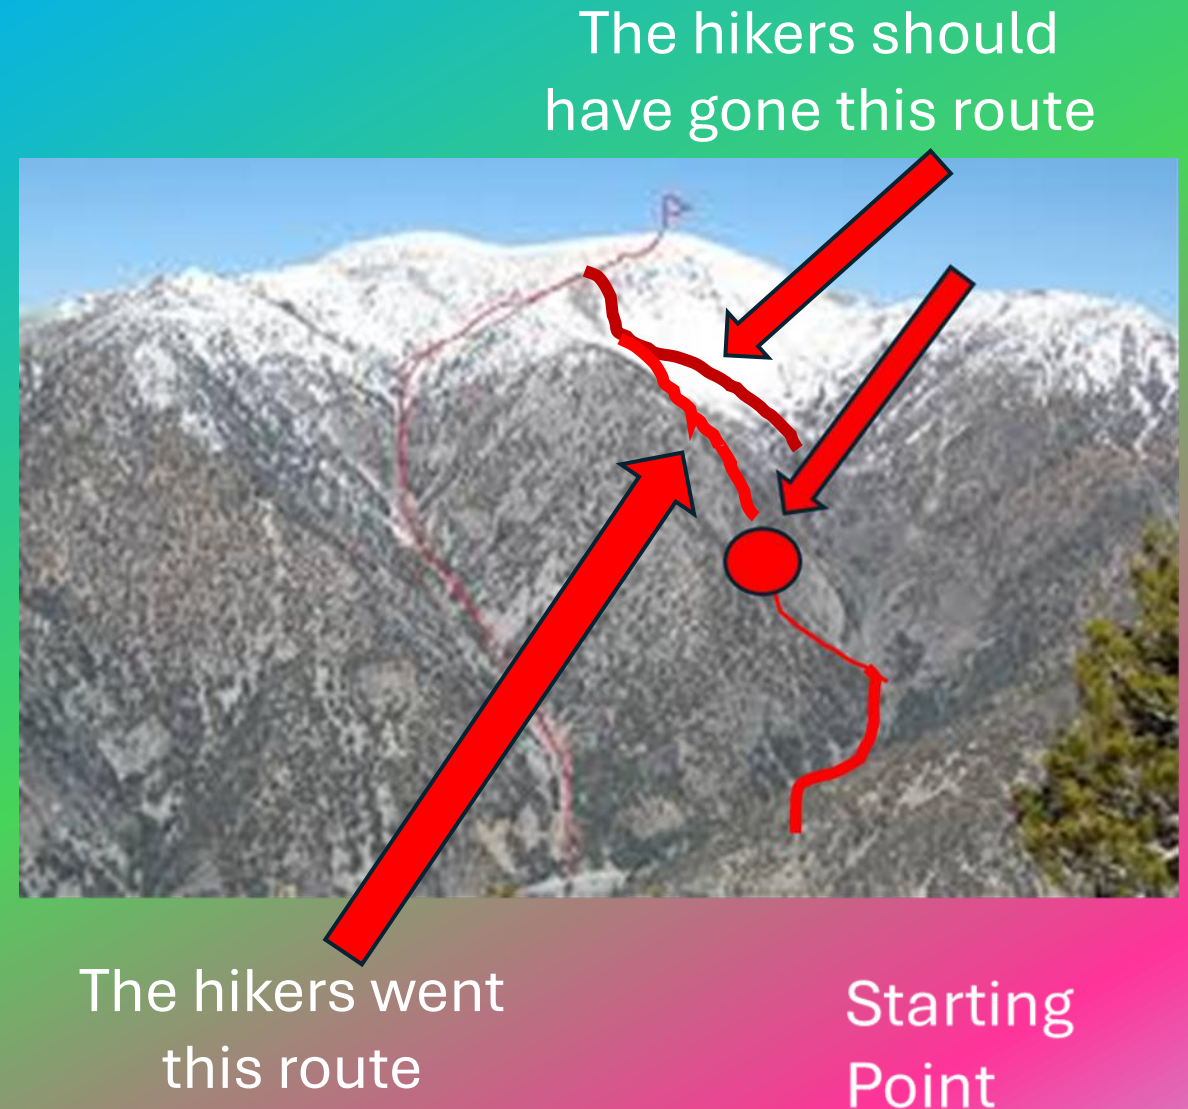 The hikers should
have gone this route
The hikers went
this route
Starting
Point